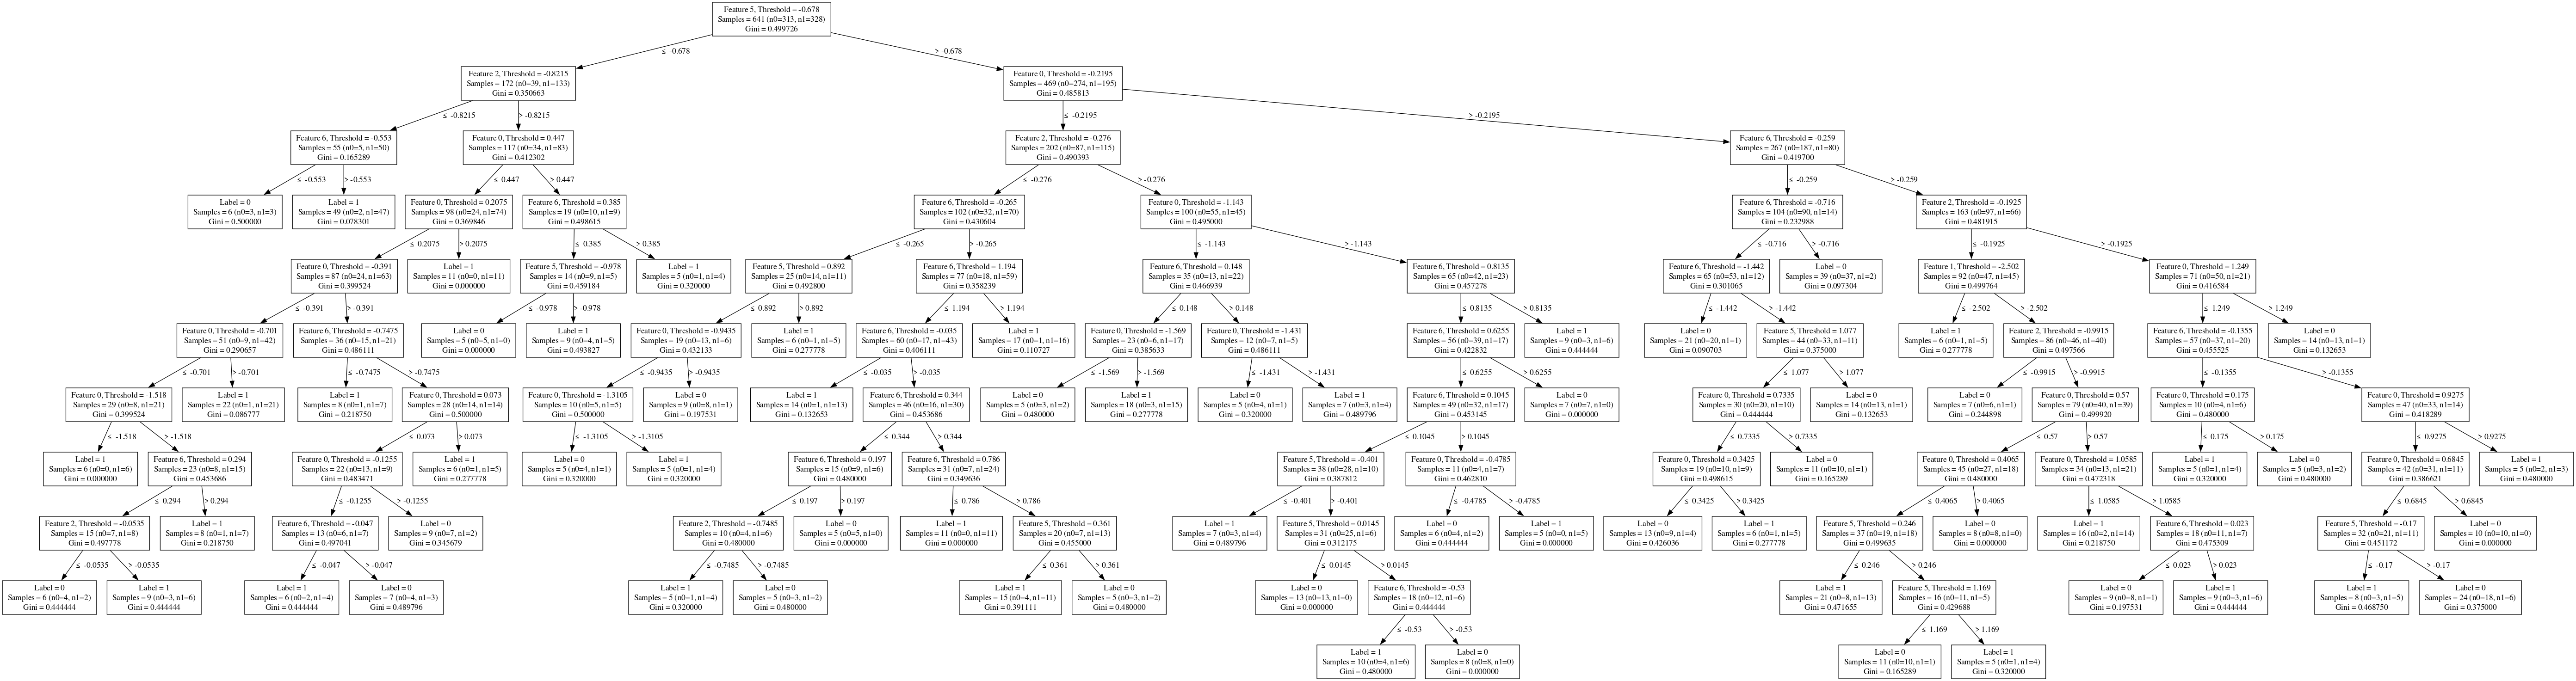 Feature 5, Threshold = -0.678
Samples = 641 (n0=313, n1=328)
Gini = 0.499726
≤ -0.678
> -0.678
Feature 2, Threshold = -0.8215
Samples = 172 (n0=39, n1=133)
Gini = 0.350663
Feature 0, Threshold = -0.2195
Samples = 469 (n0=274, n1=195)
Gini = 0.485813
≤ -0.8215
> -0.8215
≤ -0.2195
> -0.2195
Feature 6, Threshold = -0.553
Samples = 55 (n0=5, n1=50)
Gini = 0.165289
Feature 0, Threshold = 0.447
Samples = 117 (n0=34, n1=83)
Gini = 0.412302
Feature 2, Threshold = -0.276
Samples = 202 (n0=87, n1=115)
Gini = 0.490393
Feature 6, Threshold = -0.259
Samples = 267 (n0=187, n1=80)
Gini = 0.419700
≤ -0.553
> -0.553
≤ 0.447
> 0.447
≤ -0.276
> -0.276
≤ -0.259
> -0.259
Label = 0
Samples = 6 (n0=3, n1=3)
Gini = 0.500000
Label = 1
Samples = 49 (n0=2, n1=47)
Gini = 0.078301
Feature 0, Threshold = 0.2075
Samples = 98 (n0=24, n1=74)
Gini = 0.369846
Feature 6, Threshold = 0.385
Samples = 19 (n0=10, n1=9)
Gini = 0.498615
Feature 6, Threshold = -0.265
Samples = 102 (n0=32, n1=70)
Gini = 0.430604
Feature 0, Threshold = -1.143
Samples = 100 (n0=55, n1=45)
Gini = 0.495000
Feature 6, Threshold = -0.716
Samples = 104 (n0=90, n1=14)
Gini = 0.232988
Feature 2, Threshold = -0.1925
Samples = 163 (n0=97, n1=66)
Gini = 0.481915
≤ 0.2075
> 0.2075
≤ 0.385
> 0.385
≤ -0.265
> -0.265
≤ -1.143
> -1.143
≤ -0.716
> -0.716
≤ -0.1925
> -0.1925
Feature 0, Threshold = -0.391
Samples = 87 (n0=24, n1=63)
Gini = 0.399524
Label = 1
Samples = 11 (n0=0, n1=11)
Gini = 0.000000
Feature 5, Threshold = -0.978
Samples = 14 (n0=9, n1=5)
Gini = 0.459184
Label = 1
Samples = 5 (n0=1, n1=4)
Gini = 0.320000
Feature 5, Threshold = 0.892
Samples = 25 (n0=14, n1=11)
Gini = 0.492800
Feature 6, Threshold = 1.194
Samples = 77 (n0=18, n1=59)
Gini = 0.358239
Feature 6, Threshold = 0.148
Samples = 35 (n0=13, n1=22)
Gini = 0.466939
Feature 6, Threshold = 0.8135
Samples = 65 (n0=42, n1=23)
Gini = 0.457278
Feature 6, Threshold = -1.442
Samples = 65 (n0=53, n1=12)
Gini = 0.301065
Label = 0
Samples = 39 (n0=37, n1=2)
Gini = 0.097304
Feature 1, Threshold = -2.502
Samples = 92 (n0=47, n1=45)
Gini = 0.499764
Feature 0, Threshold = 1.249
Samples = 71 (n0=50, n1=21)
Gini = 0.416584
≤ -0.391
> -0.391
≤ -0.978
> -0.978
≤ 0.892
> 0.892
≤ 1.194
> 1.194
≤ 0.148
> 0.148
≤ 0.8135
> 0.8135
≤ -1.442
> -1.442
≤ -2.502
> -2.502
≤ 1.249
> 1.249
Feature 0, Threshold = -0.701
Samples = 51 (n0=9, n1=42)
Gini = 0.290657
Feature 6, Threshold = -0.7475
Samples = 36 (n0=15, n1=21)
Gini = 0.486111
Label = 0
Samples = 5 (n0=5, n1=0)
Gini = 0.000000
Label = 1
Samples = 9 (n0=4, n1=5)
Gini = 0.493827
Feature 0, Threshold = -0.9435
Samples = 19 (n0=13, n1=6)
Gini = 0.432133
Label = 1
Samples = 6 (n0=1, n1=5)
Gini = 0.277778
Feature 6, Threshold = -0.035
Samples = 60 (n0=17, n1=43)
Gini = 0.406111
Label = 1
Samples = 17 (n0=1, n1=16)
Gini = 0.110727
Feature 0, Threshold = -1.569
Samples = 23 (n0=6, n1=17)
Gini = 0.385633
Feature 0, Threshold = -1.431
Samples = 12 (n0=7, n1=5)
Gini = 0.486111
Feature 6, Threshold = 0.6255
Samples = 56 (n0=39, n1=17)
Gini = 0.422832
Label = 1
Samples = 9 (n0=3, n1=6)
Gini = 0.444444
Label = 0
Samples = 21 (n0=20, n1=1)
Gini = 0.090703
Feature 5, Threshold = 1.077
Samples = 44 (n0=33, n1=11)
Gini = 0.375000
Label = 1
Samples = 6 (n0=1, n1=5)
Gini = 0.277778
Feature 2, Threshold = -0.9915
Samples = 86 (n0=46, n1=40)
Gini = 0.497566
Feature 6, Threshold = -0.1355
Samples = 57 (n0=37, n1=20)
Gini = 0.455525
Label = 0
Samples = 14 (n0=13, n1=1)
Gini = 0.132653
≤ -0.701
> -0.701
≤ -0.7475
> -0.7475
≤ -0.9435
> -0.9435
≤ -0.035
> -0.035
≤ -1.569
> -1.569
≤ -1.431
> -1.431
≤ 0.6255
> 0.6255
≤ 1.077
> 1.077
≤ -0.9915
> -0.9915
≤ -0.1355
> -0.1355
Feature 0, Threshold = -1.518
Samples = 29 (n0=8, n1=21)
Gini = 0.399524
Label = 1
Samples = 22 (n0=1, n1=21)
Gini = 0.086777
Label = 1
Samples = 8 (n0=1, n1=7)
Gini = 0.218750
Feature 0, Threshold = 0.073
Samples = 28 (n0=14, n1=14)
Gini = 0.500000
Feature 0, Threshold = -1.3105
Samples = 10 (n0=5, n1=5)
Gini = 0.500000
Label = 0
Samples = 9 (n0=8, n1=1)
Gini = 0.197531
Label = 1
Samples = 14 (n0=1, n1=13)
Gini = 0.132653
Feature 6, Threshold = 0.344
Samples = 46 (n0=16, n1=30)
Gini = 0.453686
Label = 0
Samples = 5 (n0=3, n1=2)
Gini = 0.480000
Label = 1
Samples = 18 (n0=3, n1=15)
Gini = 0.277778
Label = 0
Samples = 5 (n0=4, n1=1)
Gini = 0.320000
Label = 1
Samples = 7 (n0=3, n1=4)
Gini = 0.489796
Feature 6, Threshold = 0.1045
Samples = 49 (n0=32, n1=17)
Gini = 0.453145
Label = 0
Samples = 7 (n0=7, n1=0)
Gini = 0.000000
Feature 0, Threshold = 0.7335
Samples = 30 (n0=20, n1=10)
Gini = 0.444444
Label = 0
Samples = 14 (n0=13, n1=1)
Gini = 0.132653
Label = 0
Samples = 7 (n0=6, n1=1)
Gini = 0.244898
Feature 0, Threshold = 0.57
Samples = 79 (n0=40, n1=39)
Gini = 0.499920
Feature 0, Threshold = 0.175
Samples = 10 (n0=4, n1=6)
Gini = 0.480000
Feature 0, Threshold = 0.9275
Samples = 47 (n0=33, n1=14)
Gini = 0.418289
≤ -1.518
> -1.518
≤ 0.073
> 0.073
≤ -1.3105
> -1.3105
≤ 0.344
> 0.344
≤ 0.1045
> 0.1045
≤ 0.7335
> 0.7335
≤ 0.57
> 0.57
≤ 0.175
> 0.175
≤ 0.9275
> 0.9275
Label = 1
Samples = 6 (n0=0, n1=6)
Gini = 0.000000
Feature 6, Threshold = 0.294
Samples = 23 (n0=8, n1=15)
Gini = 0.453686
Feature 0, Threshold = -0.1255
Samples = 22 (n0=13, n1=9)
Gini = 0.483471
Label = 1
Samples = 6 (n0=1, n1=5)
Gini = 0.277778
Label = 0
Samples = 5 (n0=4, n1=1)
Gini = 0.320000
Label = 1
Samples = 5 (n0=1, n1=4)
Gini = 0.320000
Feature 6, Threshold = 0.197
Samples = 15 (n0=9, n1=6)
Gini = 0.480000
Feature 6, Threshold = 0.786
Samples = 31 (n0=7, n1=24)
Gini = 0.349636
Feature 5, Threshold = -0.401
Samples = 38 (n0=28, n1=10)
Gini = 0.387812
Feature 0, Threshold = -0.4785
Samples = 11 (n0=4, n1=7)
Gini = 0.462810
Feature 0, Threshold = 0.3425
Samples = 19 (n0=10, n1=9)
Gini = 0.498615
Label = 0
Samples = 11 (n0=10, n1=1)
Gini = 0.165289
Feature 0, Threshold = 0.4065
Samples = 45 (n0=27, n1=18)
Gini = 0.480000
Feature 0, Threshold = 1.0585
Samples = 34 (n0=13, n1=21)
Gini = 0.472318
Label = 1
Samples = 5 (n0=1, n1=4)
Gini = 0.320000
Label = 0
Samples = 5 (n0=3, n1=2)
Gini = 0.480000
Feature 0, Threshold = 0.6845
Samples = 42 (n0=31, n1=11)
Gini = 0.386621
Label = 1
Samples = 5 (n0=2, n1=3)
Gini = 0.480000
≤ 0.294
> 0.294
≤ -0.1255
> -0.1255
≤ 0.197
> 0.197
≤ 0.786
> 0.786
≤ -0.401
> -0.401
≤ -0.4785
> -0.4785
≤ 0.3425
> 0.3425
≤ 0.4065
> 0.4065
≤ 1.0585
> 1.0585
≤ 0.6845
> 0.6845
Feature 2, Threshold = -0.0535
Samples = 15 (n0=7, n1=8)
Gini = 0.497778
Label = 1
Samples = 8 (n0=1, n1=7)
Gini = 0.218750
Feature 6, Threshold = -0.047
Samples = 13 (n0=6, n1=7)
Gini = 0.497041
Label = 0
Samples = 9 (n0=7, n1=2)
Gini = 0.345679
Feature 2, Threshold = -0.7485
Samples = 10 (n0=4, n1=6)
Gini = 0.480000
Label = 0
Samples = 5 (n0=5, n1=0)
Gini = 0.000000
Label = 1
Samples = 11 (n0=0, n1=11)
Gini = 0.000000
Feature 5, Threshold = 0.361
Samples = 20 (n0=7, n1=13)
Gini = 0.455000
Label = 1
Samples = 7 (n0=3, n1=4)
Gini = 0.489796
Feature 5, Threshold = 0.0145
Samples = 31 (n0=25, n1=6)
Gini = 0.312175
Label = 0
Samples = 6 (n0=4, n1=2)
Gini = 0.444444
Label = 1
Samples = 5 (n0=0, n1=5)
Gini = 0.000000
Label = 0
Samples = 13 (n0=9, n1=4)
Gini = 0.426036
Label = 1
Samples = 6 (n0=1, n1=5)
Gini = 0.277778
Feature 5, Threshold = 0.246
Samples = 37 (n0=19, n1=18)
Gini = 0.499635
Label = 0
Samples = 8 (n0=8, n1=0)
Gini = 0.000000
Label = 1
Samples = 16 (n0=2, n1=14)
Gini = 0.218750
Feature 6, Threshold = 0.023
Samples = 18 (n0=11, n1=7)
Gini = 0.475309
Feature 5, Threshold = -0.17
Samples = 32 (n0=21, n1=11)
Gini = 0.451172
Label = 0
Samples = 10 (n0=10, n1=0)
Gini = 0.000000
≤ -0.0535
> -0.0535
≤ -0.047
> -0.047
≤ -0.7485
> -0.7485
≤ 0.361
> 0.361
≤ 0.0145
> 0.0145
≤ 0.246
> 0.246
≤ 0.023
> 0.023
≤ -0.17
> -0.17
Label = 0
Samples = 6 (n0=4, n1=2)
Gini = 0.444444
Label = 1
Samples = 9 (n0=3, n1=6)
Gini = 0.444444
Label = 1
Samples = 6 (n0=2, n1=4)
Gini = 0.444444
Label = 0
Samples = 7 (n0=4, n1=3)
Gini = 0.489796
Label = 1
Samples = 5 (n0=1, n1=4)
Gini = 0.320000
Label = 0
Samples = 5 (n0=3, n1=2)
Gini = 0.480000
Label = 1
Samples = 15 (n0=4, n1=11)
Gini = 0.391111
Label = 0
Samples = 5 (n0=3, n1=2)
Gini = 0.480000
Label = 0
Samples = 13 (n0=13, n1=0)
Gini = 0.000000
Feature 6, Threshold = -0.53
Samples = 18 (n0=12, n1=6)
Gini = 0.444444
Label = 1
Samples = 21 (n0=8, n1=13)
Gini = 0.471655
Feature 5, Threshold = 1.169
Samples = 16 (n0=11, n1=5)
Gini = 0.429688
Label = 0
Samples = 9 (n0=8, n1=1)
Gini = 0.197531
Label = 1
Samples = 9 (n0=3, n1=6)
Gini = 0.444444
Label = 1
Samples = 8 (n0=3, n1=5)
Gini = 0.468750
Label = 0
Samples = 24 (n0=18, n1=6)
Gini = 0.375000
≤ -0.53
> -0.53
≤ 1.169
> 1.169
Label = 1
Samples = 10 (n0=4, n1=6)
Gini = 0.480000
Label = 0
Samples = 8 (n0=8, n1=0)
Gini = 0.000000
Label = 0
Samples = 11 (n0=10, n1=1)
Gini = 0.165289
Label = 1
Samples = 5 (n0=1, n1=4)
Gini = 0.320000